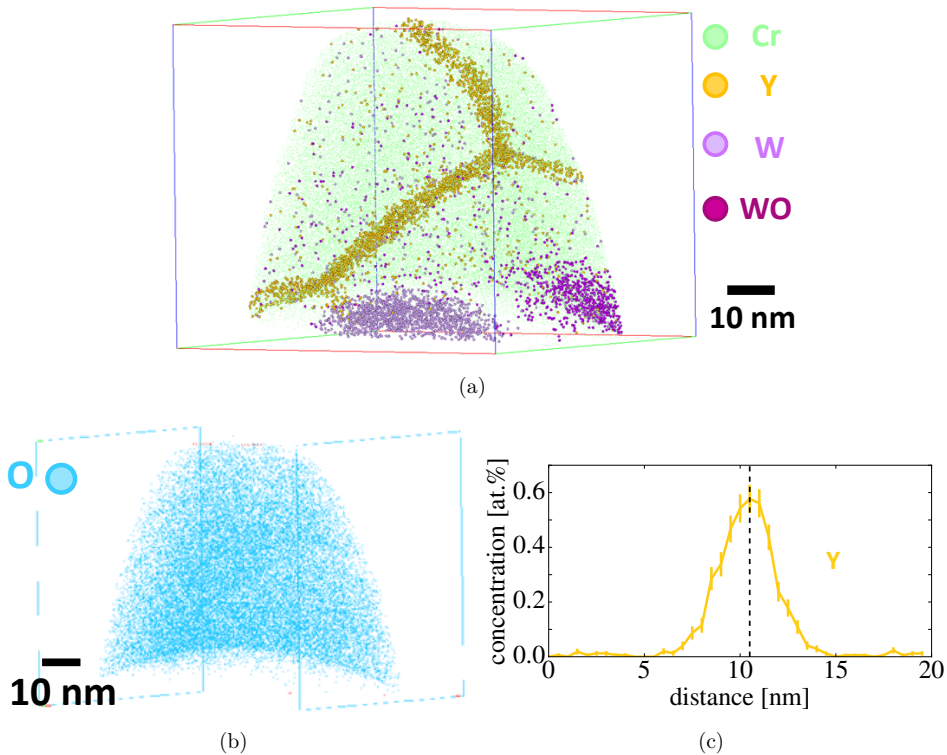 Cr
Y
W
WO
10 nm
(a)
O
10 nm
(b)
concentration [at.%]
0.6
0.4
0.2
0.0
Y
0 5 10 15 20
distance [nm]
(c)